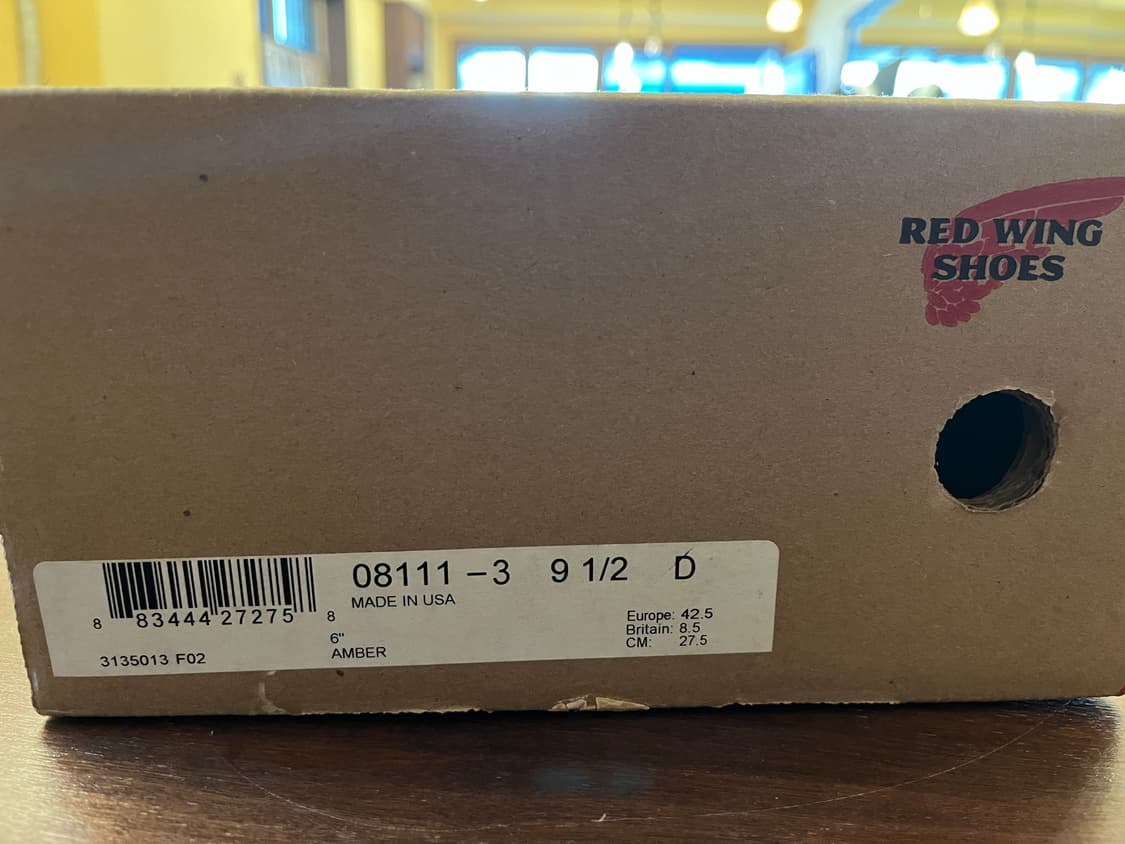 RED WING
SHOES
08111 -3 9 1/2 D
MADE IN USA
8 83444 27275 8
6"
AMBER
3135013 F02
Europe: 42.5
Britain: 8.5
CM: 27.5